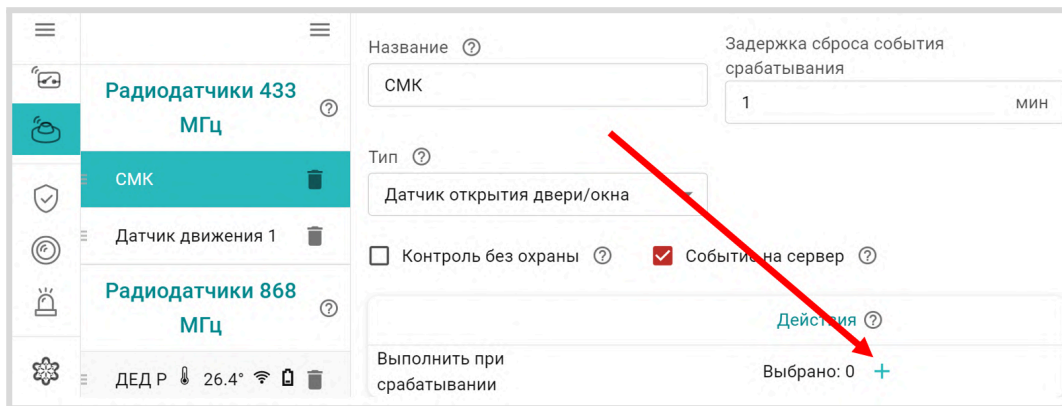 Радиодатчики 433
МГц
СМК
Датчик движения 1
Радиодатчики 868
МГц
ДЕД Р 26.4°
Название
СМК
Задержка сброса события
срабатывания
1 мин
Тип
Датчик открытия двери/окна
Контроль без охраны
Событие на сервер
Действия
Выполнить при
срабатывании
Выбрано: 0 +